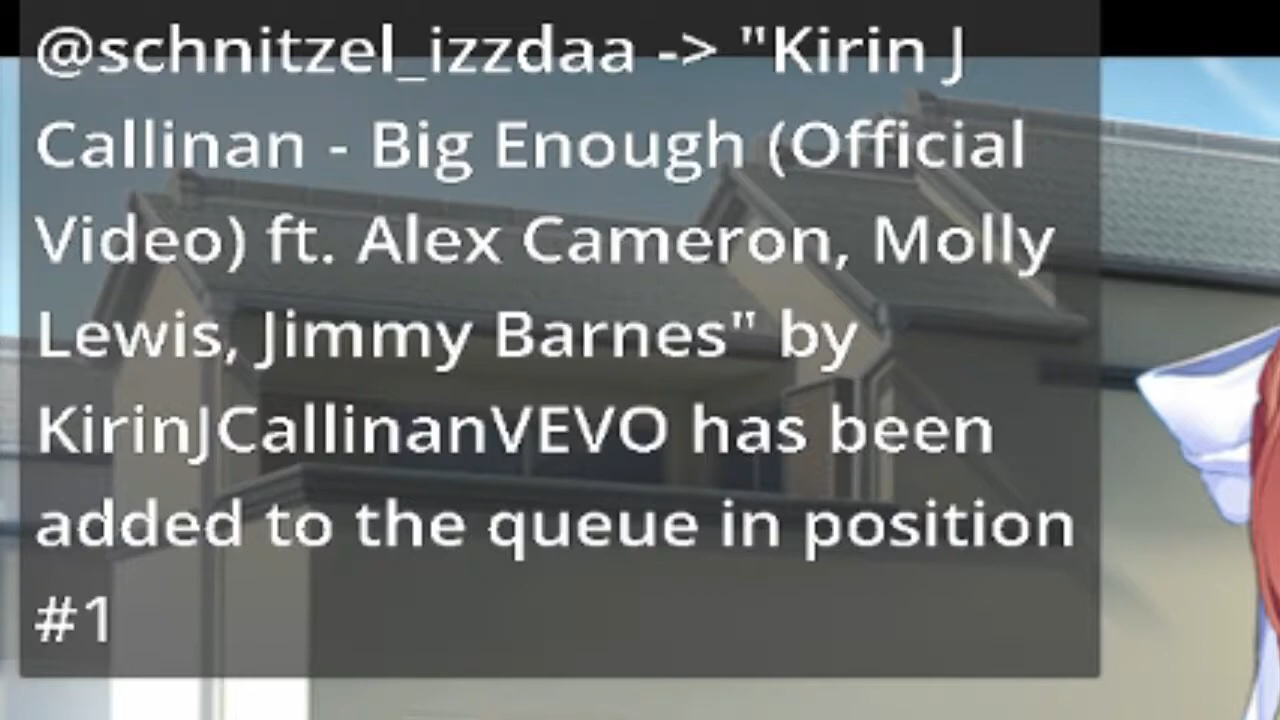 @schnitzel_izzdaa -> "Kirin J
Callinan - Big Enough (Official
Video) ft. Alex Cameron, Molly
Lewis, Jimmy Barnes" by
KirinJCallinanVEVO has been
added to the queue in position
#1